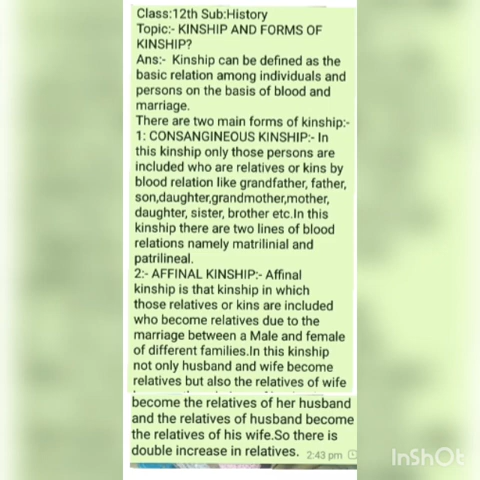 Class:12th Sub:History
Topic:- KINSHIP AND FORMS OF
KINSHIP?
Ans:- Kinship can be defined as the
basic relation among individuals and
persons on the basis of blood and
marriage.
There are two main forms of kinship:-
1: CONSANGINEOUS KINSHIP:- In
this kinship only those persons are
included who are relatives or kins by
blood relation like grandfather, father,
son,daughter,grandmother,mother,
daughter, sister, brother etc.In this
kinship there are two lines of blood
relations namely matrilinial and
patrilineal.
2:- AFFINAL KINSHIP:- Affinal
kinship is that kinship in which
those relatives or kins are included
who become relatives due to the
marriage between a Male and female
of different families.In this kinship
not only husband and wife become
relatives but also the relatives of wife
become the relatives of her husband
and the relatives of husband become
the relatives of his wife.So there is
double increase in relatives. 2:43 pm
InShOt